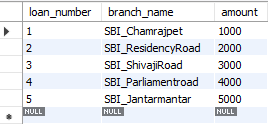 loan_number branch_name amount
1 SBI_Chamrajpet 1000
2 SBI_ResidencyRoad 2000
3 SBI_ShivajiRoad 3000
4 SBI_Parliamentroad 4000
5 SBI_Jantarmantar 5000
NULL NULL NULL